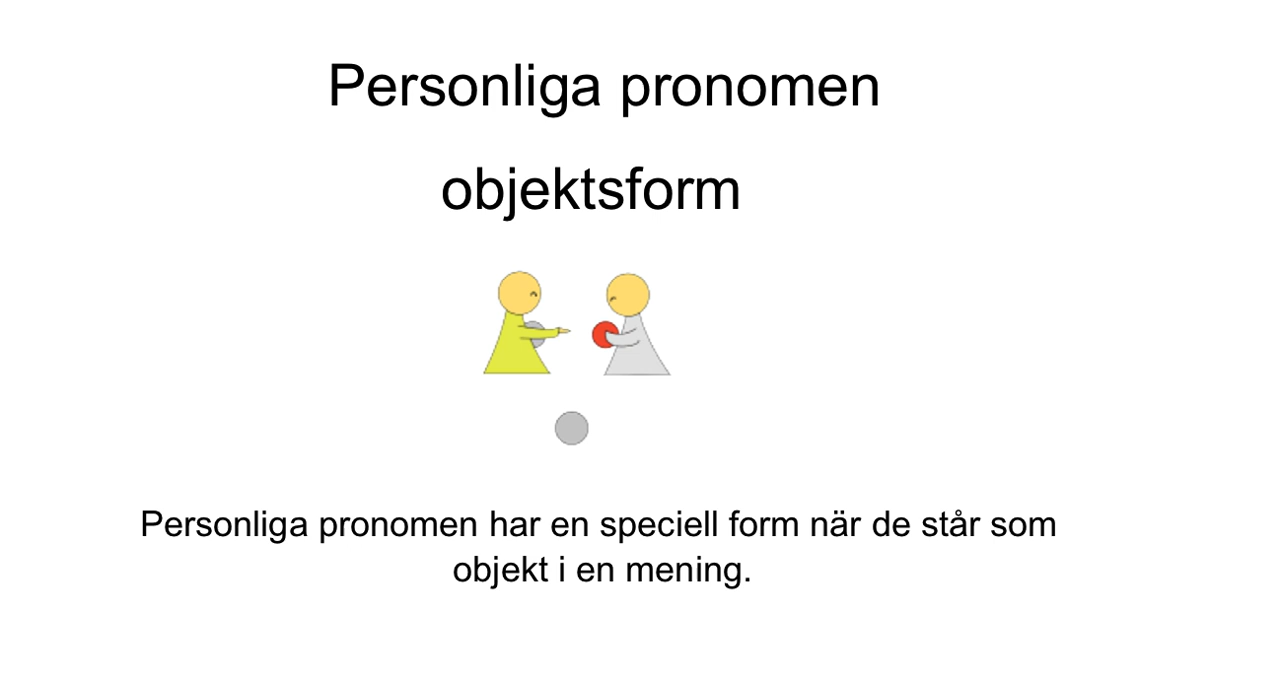 Personliga pronomen
objektsform
Personliga pronomen har en speciell form när de står som
objekt i en mening.